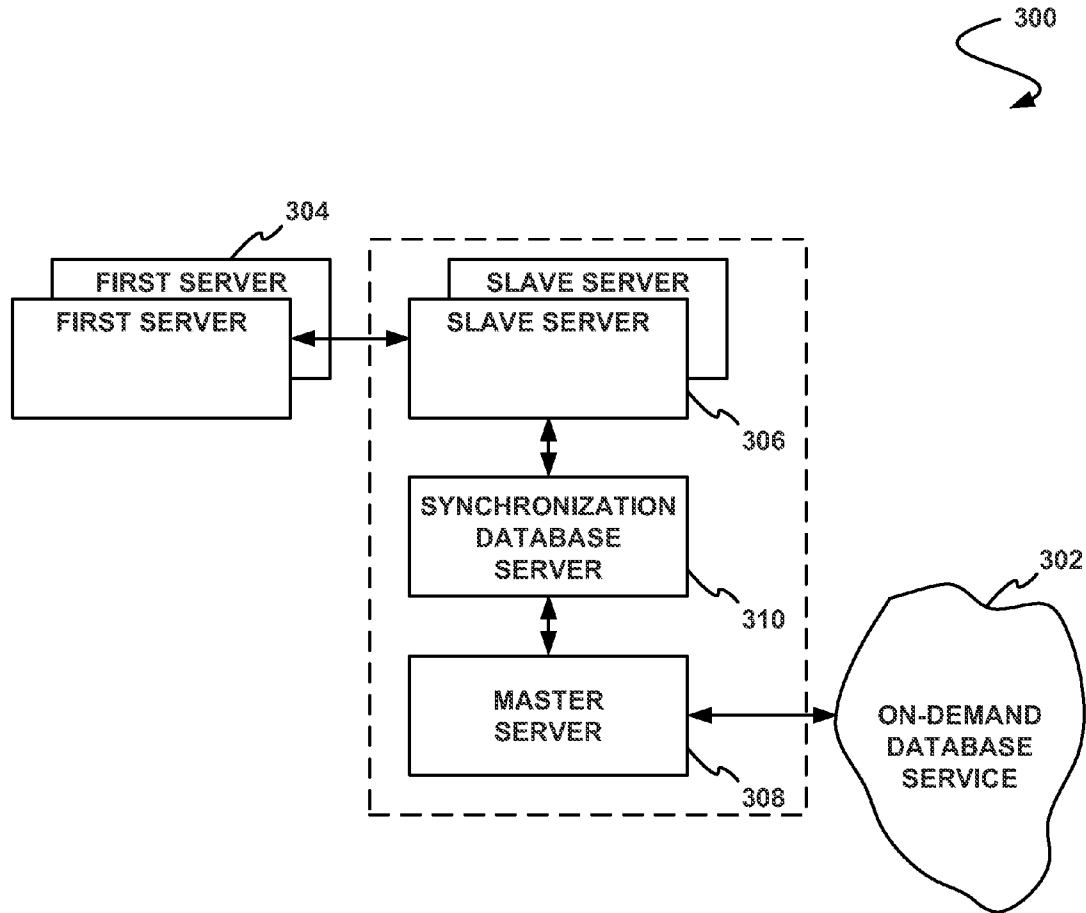 300
304
FIRST SERVER
FIRST SERVER
SLAVE SERVER
SLAVE SERVER
306
SYNCHRONIZATION
DATABASE
SERVER
310
302
MASTER
SERVER
308
ON-DEMAND
DATABASE
SERVICE